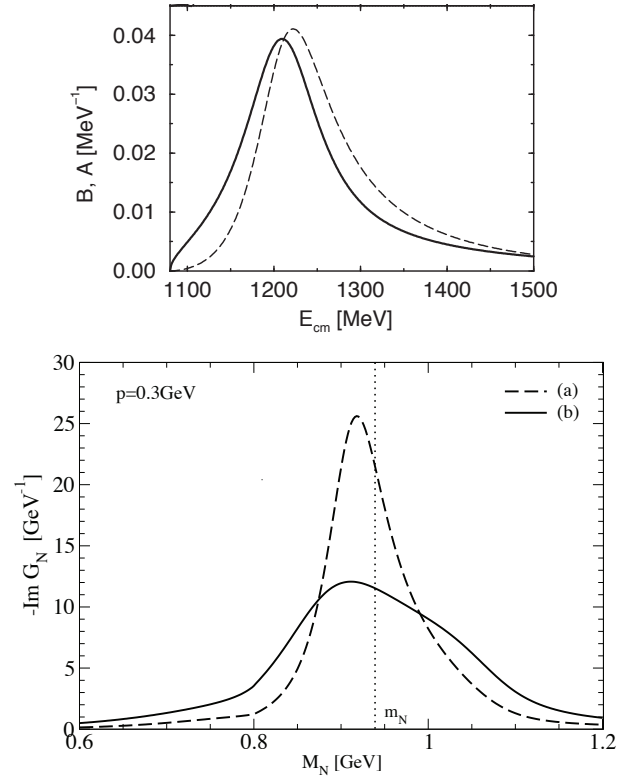 0.04
0.03
0.02
0.01
0.00
B, A [MeV⁻¹]
1100 1200 1300 1400 1500
E_cm [MeV]
30
25
20
15
10
5
0
-Im G_N [GeV⁻¹]
p=0.3GeV
(a)
(b)
m_N
0.6 0.8 1 1.2
M_N [GeV]